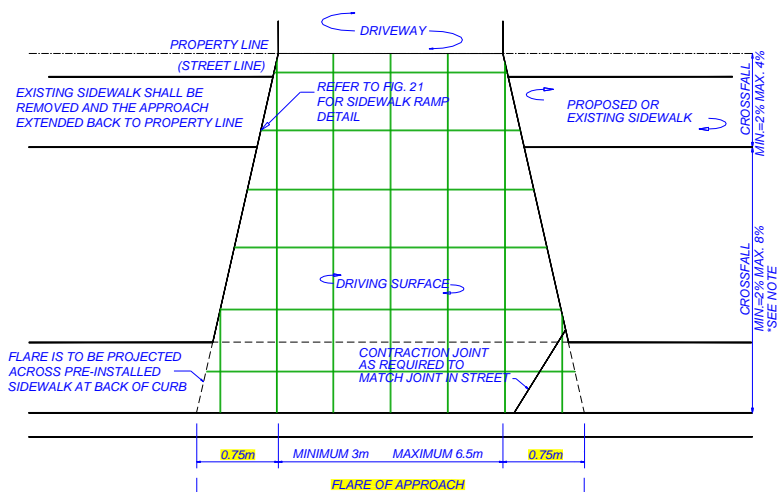 DRIVEWAY
PROPERTY LINE
(STREET LINE)
EXISTING SIDEWALK SHALL BE
REMOVED AND THE APPROACH
EXTENDED BACK TO PROPERTY LINE
REFER TO FIG. 21
FOR SIDEWALK RAMP
DETAIL
PROPOSED OR
EXISTING SIDEWALK
CROSSFALL
MIN.=2% MAX. 4%
DRIVING SURFACE
CROSSFALL
MIN.=2% MAX. 8%
*SEE NOTE
FLARE IS TO BE PROJECTED
ACROSS PRE-INSTALLED
SIDEWALK AT BACK OF CURB
CONTRACTION JOINT
AS REQUIRED TO
MATCH JOINT IN STREET
0.75m
MINIMUM 3m MAXIMUM 6.5m
0.75m
FLARE OF APPROACH